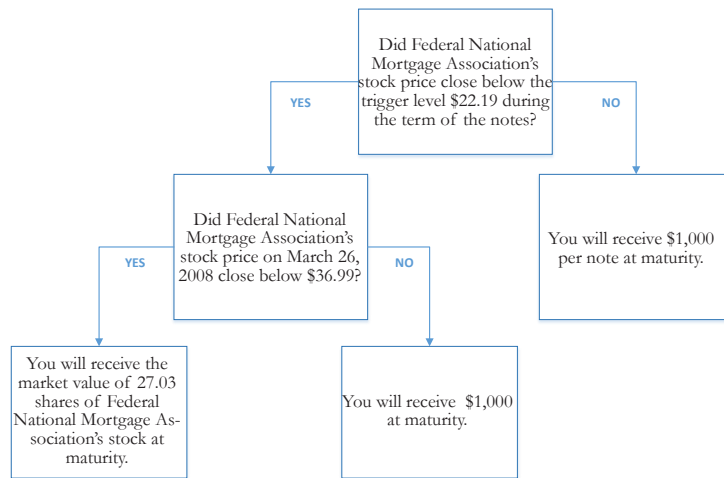 Did Federal National
Mortgage Association's
stock price close below the
trigger level $22.19 during
the term of the notes?
YES
NO
Did Federal National
Mortgage Association's
stock price on March 26,
2008 close below $36.99?
You will receive $1,000
per note at maturity.
YES
NO
You will receive the
market value of 27.03
shares of Federal
National Mortgage As-
sociation's stock at
maturity.
You will receive $1,000
at maturity.